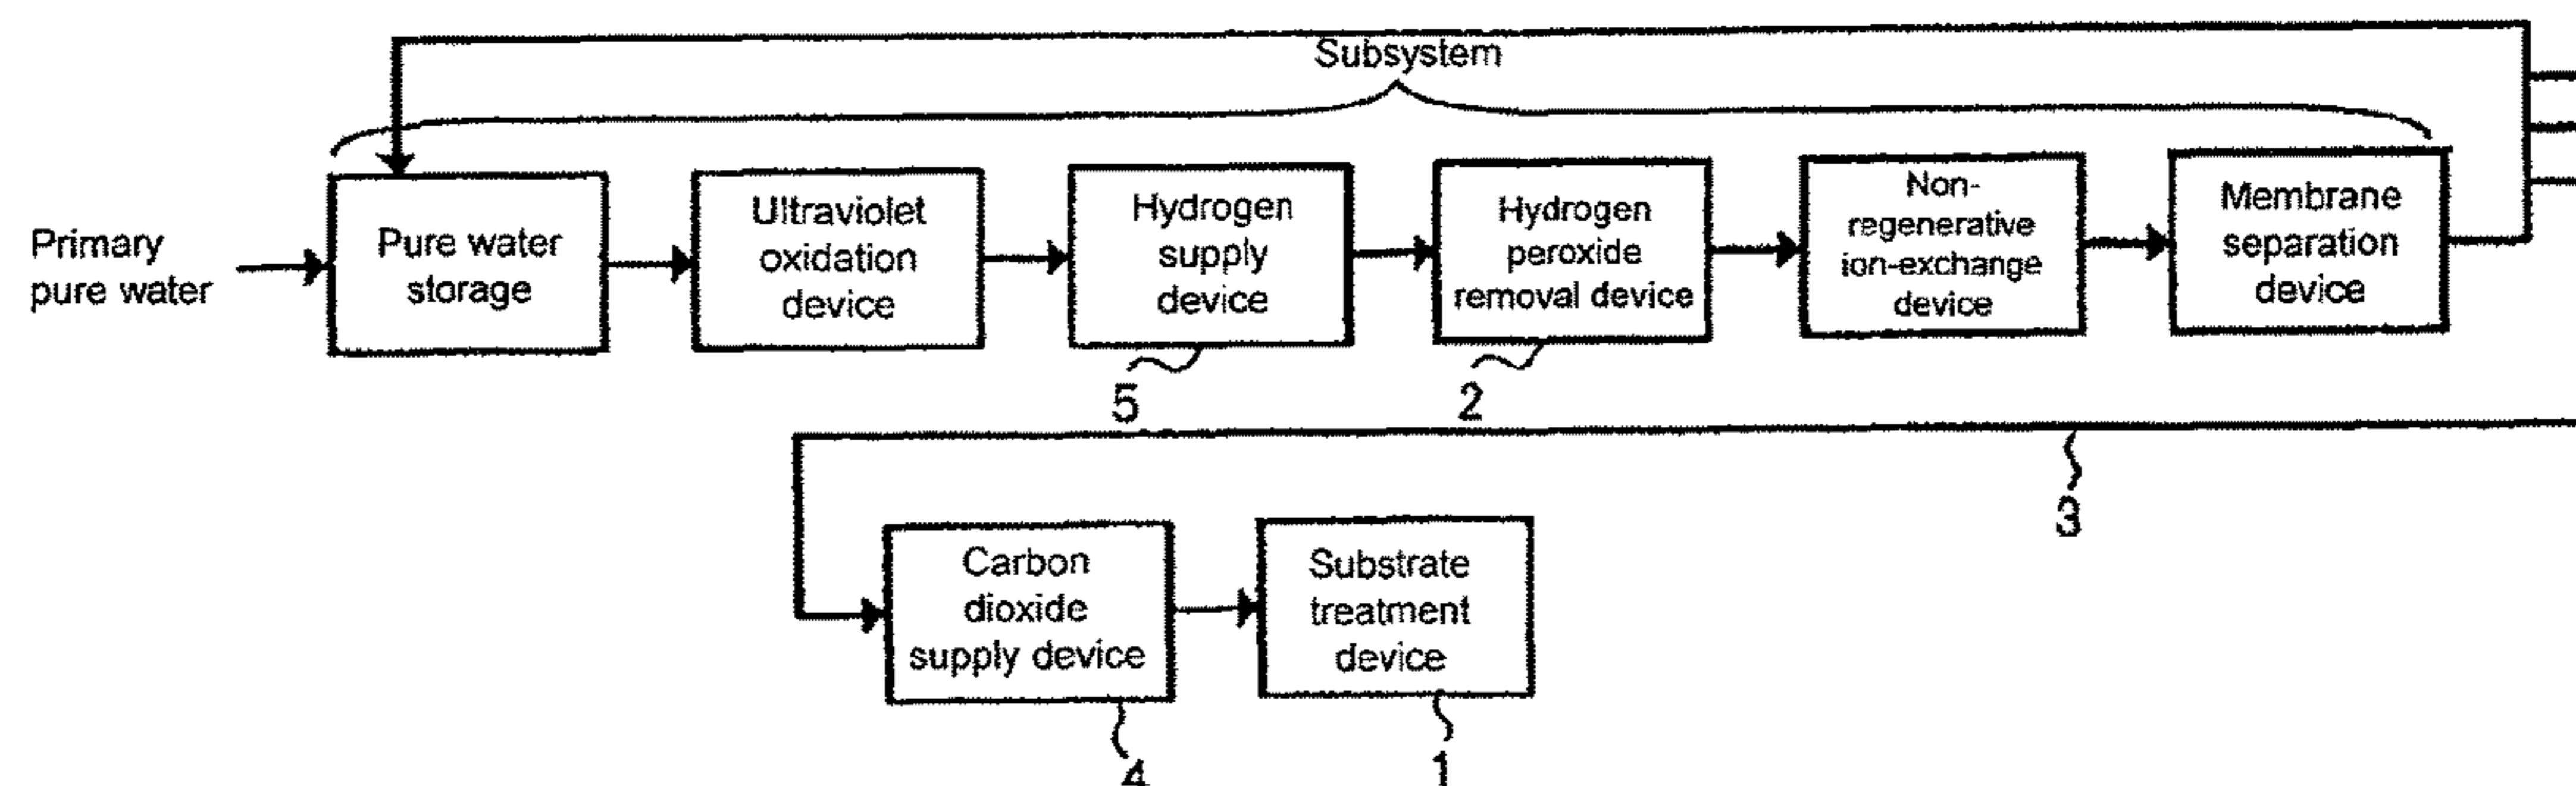 Subsystem
Primary
pure water
Pure water
storage
Ultraviolet
oxidation
device
Hydrogen
supply
device
Hydrogen
peroxide
removal device
Non-
regenerative
ion-exchange
device
Membrane
separation
device
5
2
3
Carbon
dioxide
supply device
Substrate
treatment
device
4
1